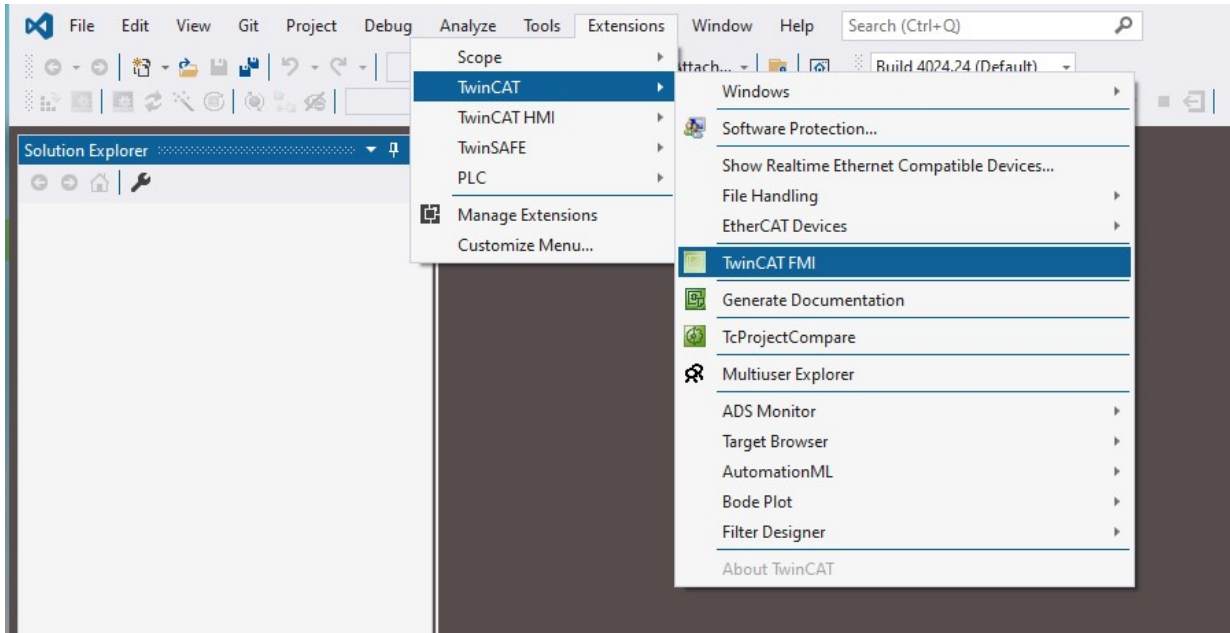 File Edit View Git Project Debug Analyze Tools Extensions Window Help Search (Ctrl+Q)
Attach... Build 4024.24 (Default)
Solution Explorer
Scope
TwinCAT
TwinCAT HMI
TwinSAFE
PLC
Manage Extensions
Customize Menu...
Windows
Software Protection...
Show Realtime Ethernet Compatible Devices...
File Handling
EtherCAT Devices
TwinCAT FMI
Generate Documentation
TcProjectCompare
Multiuser Explorer
ADS Monitor
Target Browser
AutomationML
Bode Plot
Filter Designer
About TwinCAT